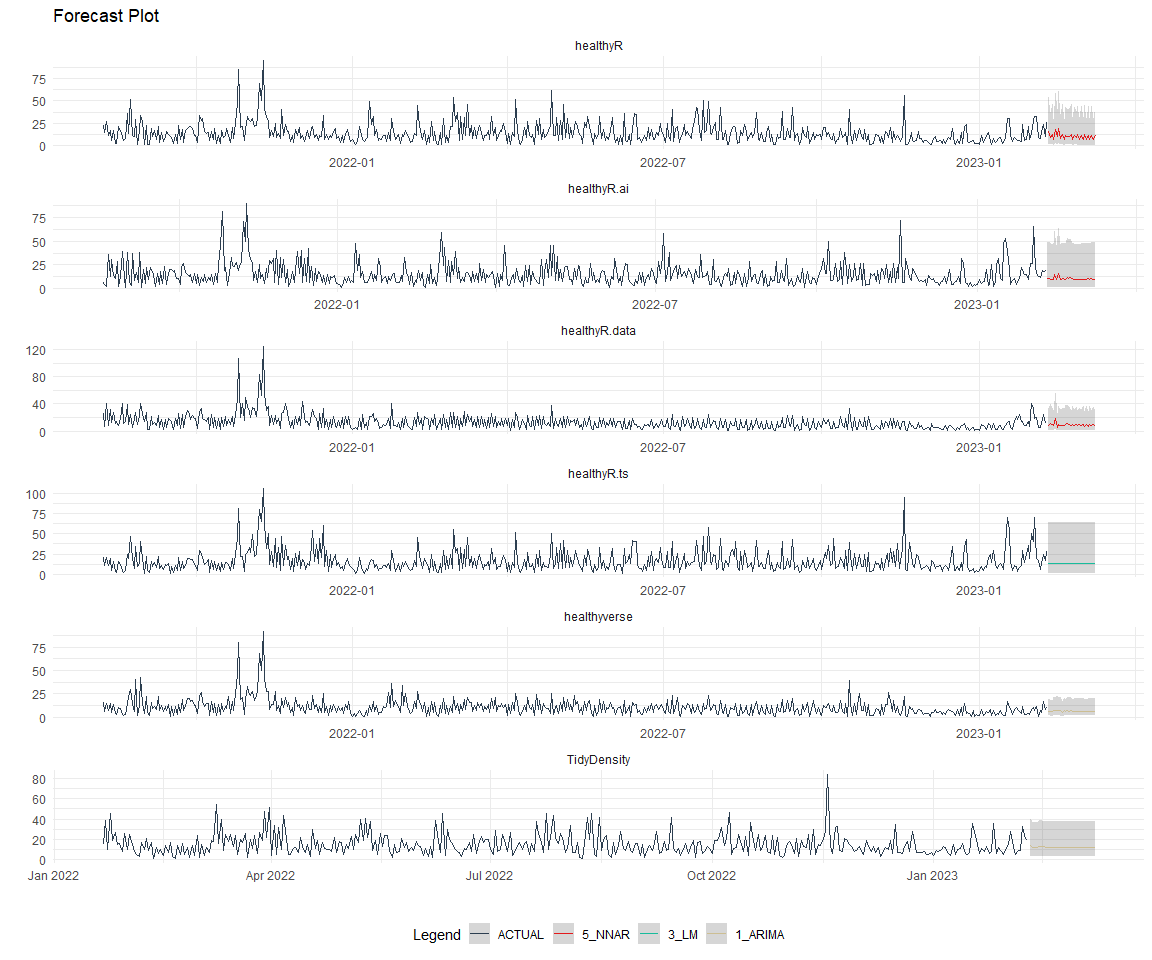 Forecast Plot
healthyR
75
50
25
0
2022-01 2022-07 2023-01
healthyR.ai
75
50
25
0
2022-01 2022-07 2023-01
healthyR.data
120
80
40
0
2022-01 2022-07 2023-01
healthyR.ts
100
75
50
25
0
2022-01 2022-07 2023-01
healthyverse
75
50
25
0
2022-01 2022-07 2023-01
TidyDensity
80
60
40
20
0
Jan 2022 Apr 2022 Jul 2022 Oct 2022 Jan 2023
Legend ACTUAL 5_NNAR 3_LM 1_ARIMA